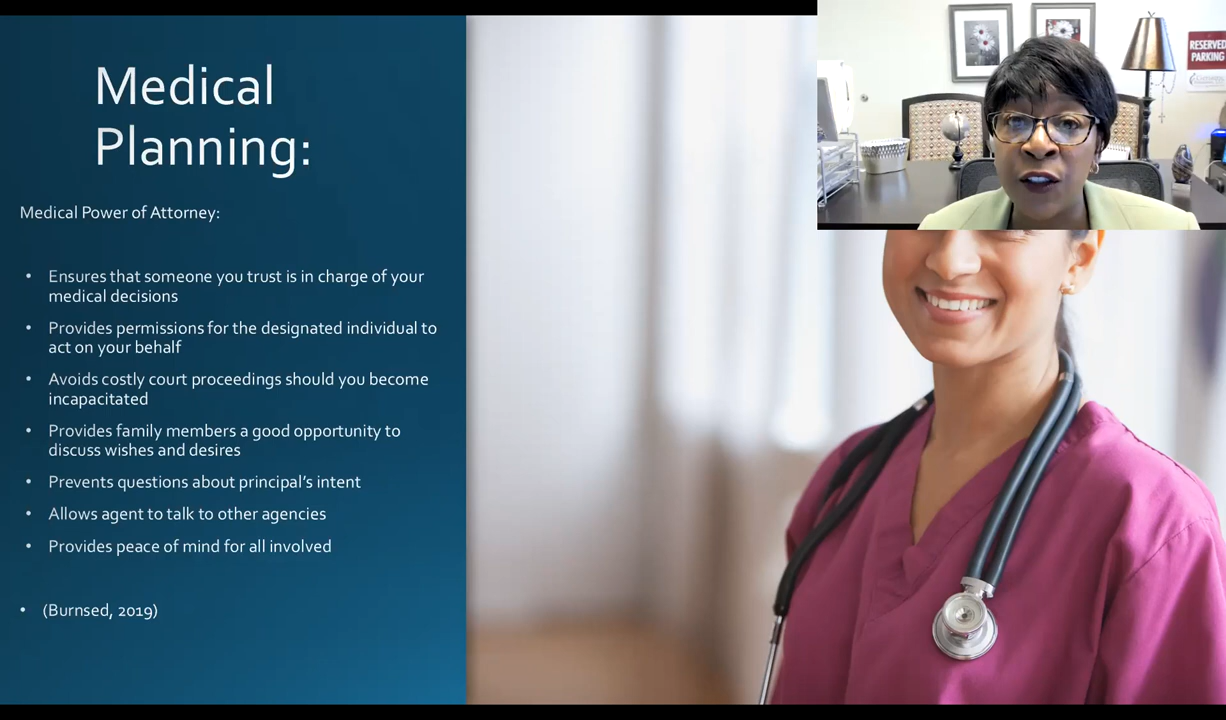 Medical
Planning:
Medical Power of Attorney:
• Ensures that someone you trust is in charge of your
medical decisions
• Provides permissions for the designated individual to
act on your behalf
• Avoids costly court proceedings should you become
incapacitated
• Provides family members a good opportunity to
discuss wishes and desires
• Prevents questions about principal's intent
• Allows agent to talk to other agencies
• Provides peace of mind for all involved
• (Burnsed, 2019)
RESERVED
PARKING